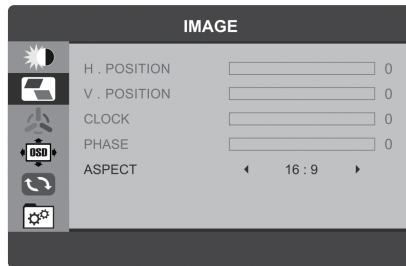 IMAGE
H . POSITION 0
V . POSITION 0
CLOCK 0
PHASE 0
OSD
ASPECT 16 : 9